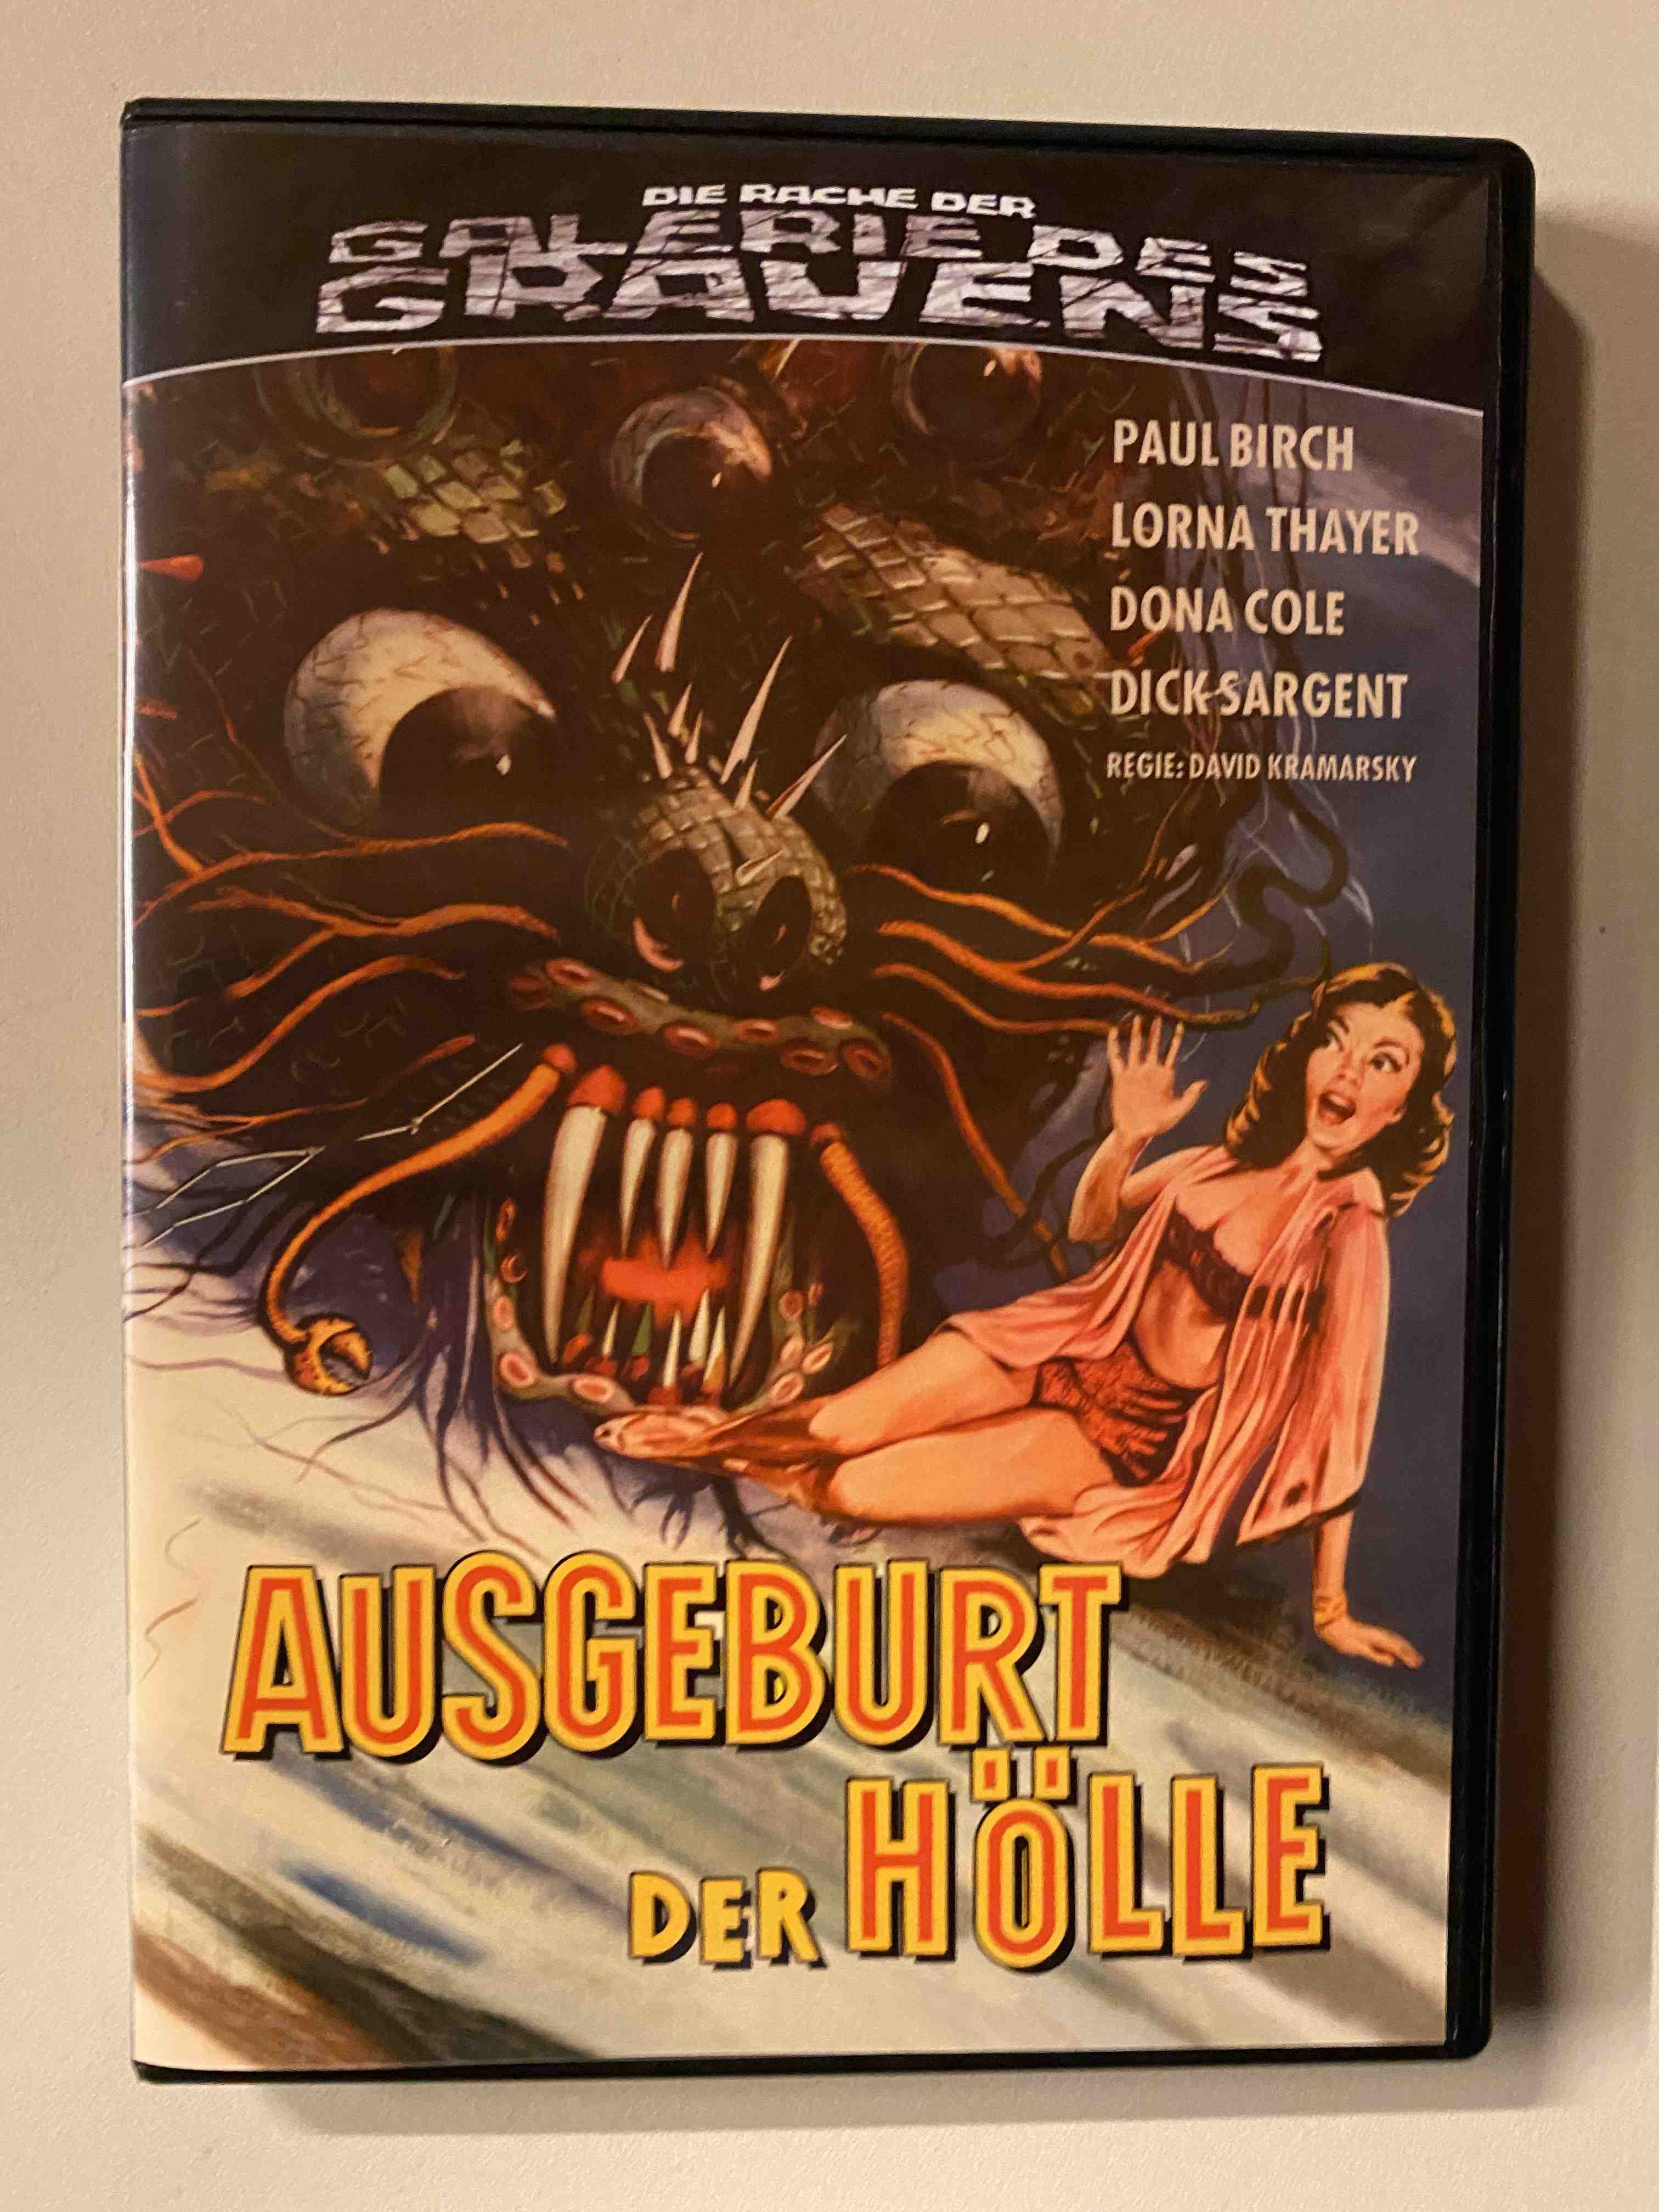 DIE RACHE DER
GALERIE DES
GRAUENS
PAUL BIRCH
LORNA THAYER
DONA COLE
DICK SARGENT
REGIE: DAVID KRAMARSKY
AUSGEBURT
DER HÖLLE